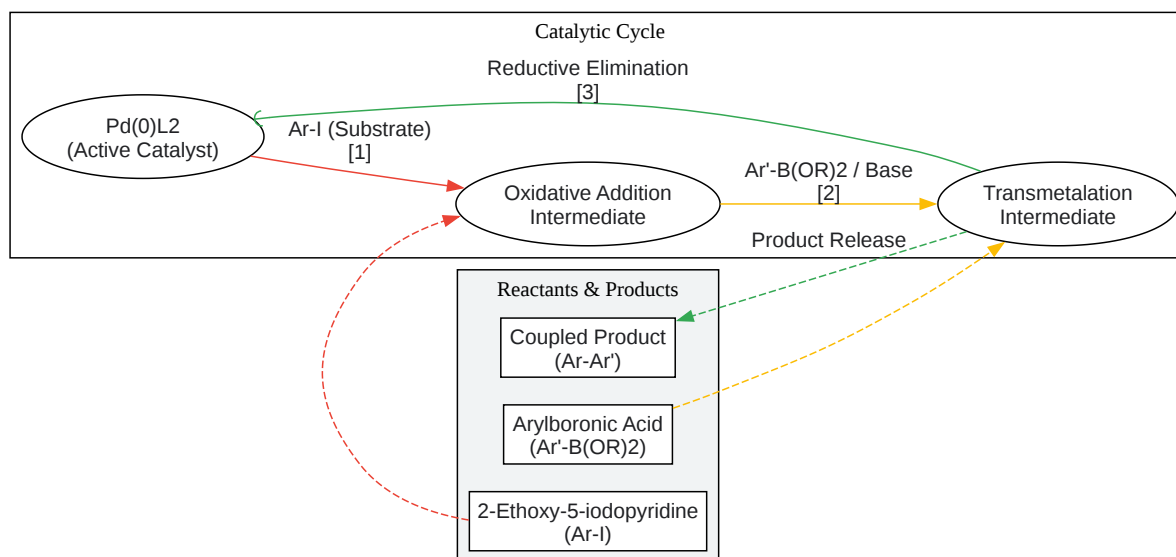 Catalytic Cycle
Reductive Elimination
[3]
Pd(0)L2
(Active Catalyst)
Ar-I (Substrate)
[1]
Oxidative Addition
Intermediate
Ar'-B(OR)2 / Base
[2]
Transmetalation
Intermediate
Product Release
Reactants & Products
Coupled Product
(Ar-Ar')
Arylboronic Acid
(Ar'-B(OR)2)
2-Ethoxy-5-iodopyridine
(Ar-I)